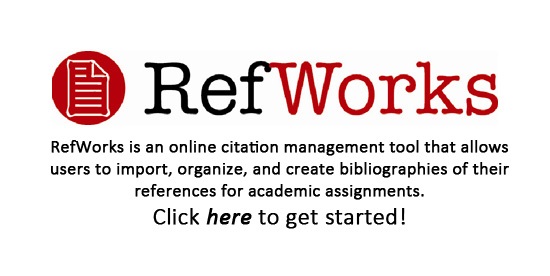 RefWorks
RefWorks is an online citation management tool that allows
users to import, organize, and create bibliographies of their
references for academic assignments.
Click here to get started!